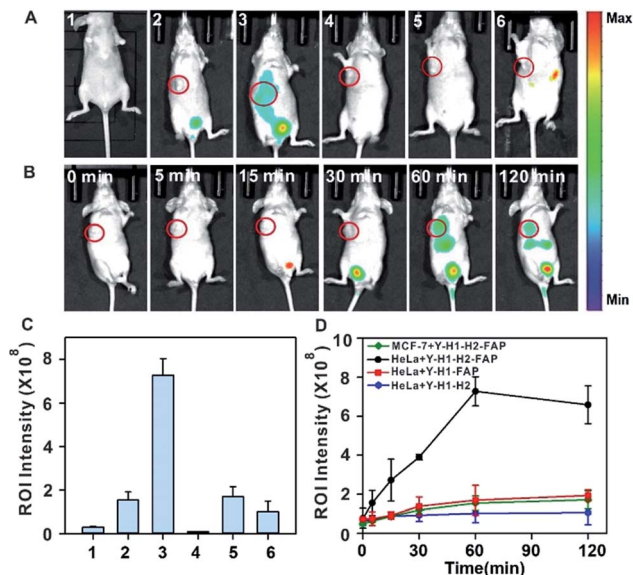 A
1 2 3 4 5 6
Max
B
0 min 5 min 15 min 30 min 60 min 120 min
Min
C
ROI Intensity (X10⁸)
8
6
4
2
0
1 2 3 4 5 6
D
ROI Intensity (X10⁸)
10
8
6
4
2
0
MCF-7+Y-H1-H2-FAP
HeLa+Y-H1-H2-FAP
HeLa+Y-H1-FAP
HeLa+Y-H1-H2
0 30 60 90 120
Time(min)